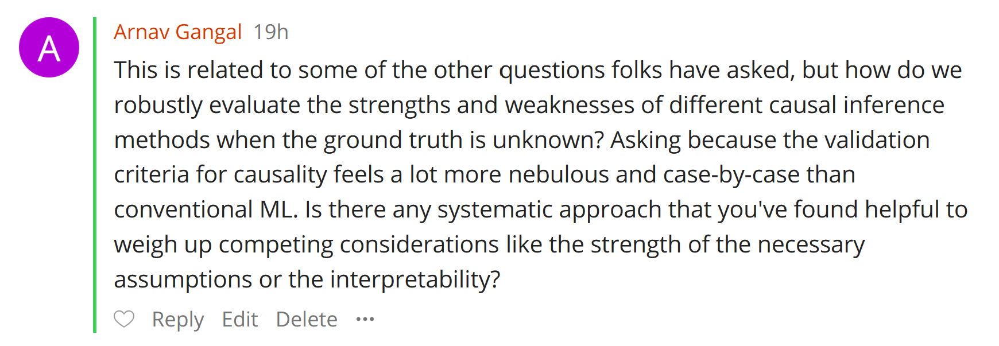 A
Arnav Gangal 19h
This is related to some of the other questions folks have asked, but how do we
robustly evaluate the strengths and weaknesses of different causal inference
methods when the ground truth is unknown? Asking because the validation
criteria for causality feels a lot more nebulous and case-by-case than
conventional ML. Is there any systematic approach that you've found helpful to
weigh up competing considerations like the strength of the necessary
assumptions or the interpretability?
Reply Edit Delete ···